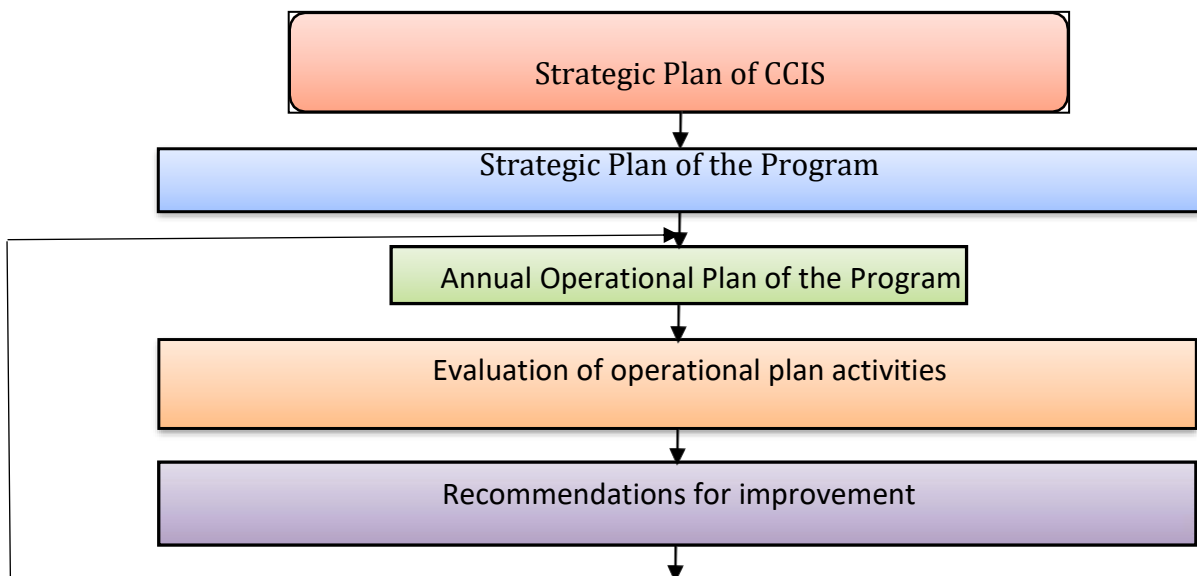 Strategic Plan of CCIS
Strategic Plan of the Program
Annual Operational Plan of the Program
Evaluation of operational plan activities
Recommendations for improvement